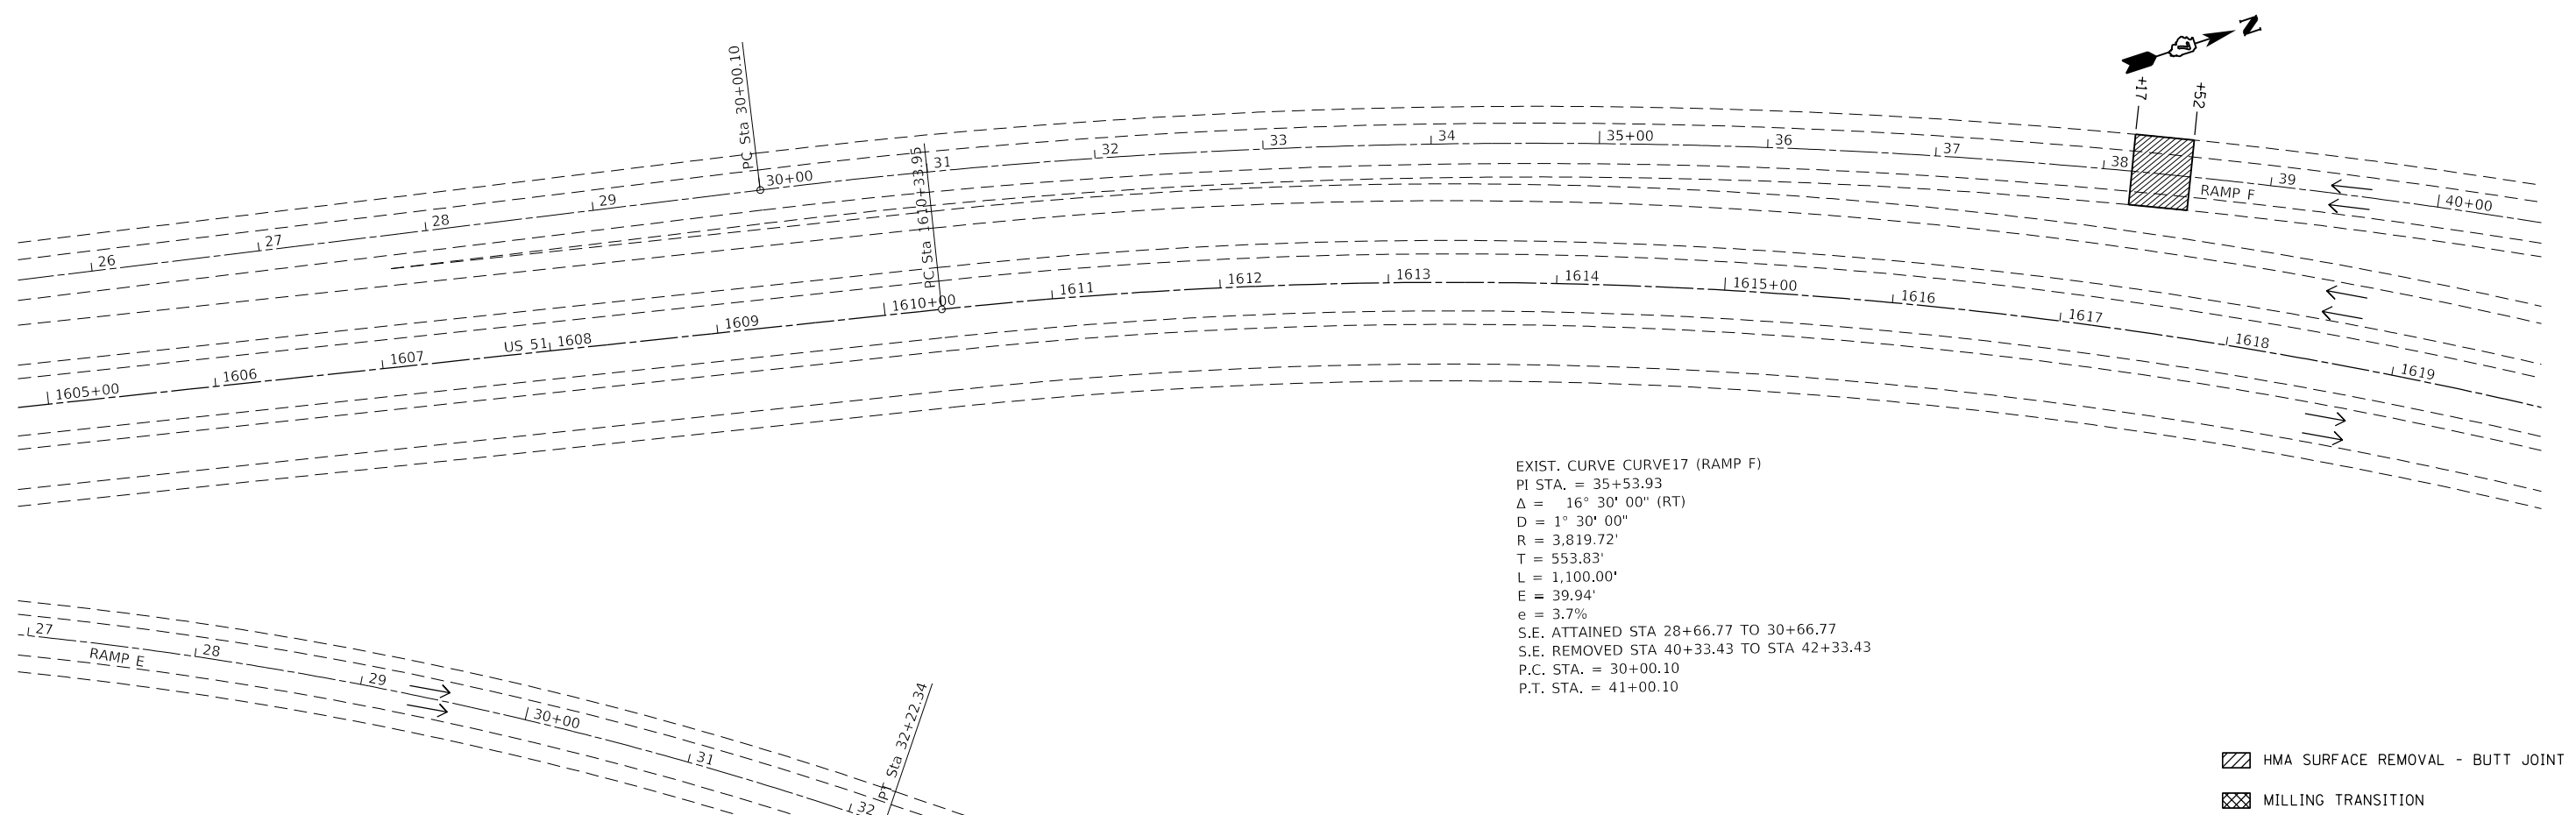 N
+17
+52
PC Sta 30+00.10
PC Sta 1610+33.95
26
27
28
29
30+00
31
32
33
34
35+00
36
37
38
39
40+00
RAMP F
1605+00
1606
1607
US 51
1608
1609
1610+00
1611
1612
1613
1614
1615+00
1616
1617
1618
1619
EXIST. CURVE CURVE17 (RAMP F)
PI STA. = 35+53.93
Δ = 16° 30' 00" (RT)
D = 1° 30' 00"
R = 3,819.72'
T = 553.83'
L = 1,100.00'
E = 39.94'
e = 3.7%
S.E. ATTAINED STA 28+66.77 TO 30+66.77
S.E. REMOVED STA 40+33.43 TO STA 42+33.43
P.C. STA. = 30+00.10
P.T. STA. = 41+00.10
27
28
RAMP E
29
30+00
31
32
PT Sta 32+22.34
HMA SURFACE REMOVAL - BUTT JOINT
MILLING TRANSITION